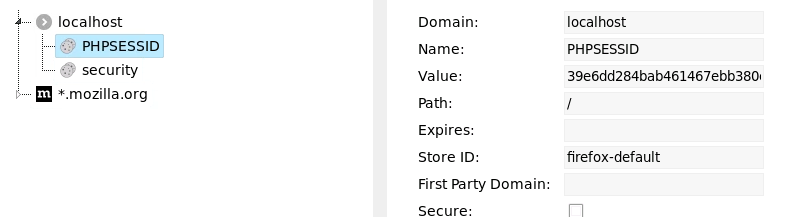 localhost
PHPSESSID
security
m *.mozilla.org
Domain: localhost
Name: PHPSESSID
Value: 39e6dd284bab461467ebb380
Path: /
Expires:
Store ID: firefox-default
First Party Domain:
Secure: